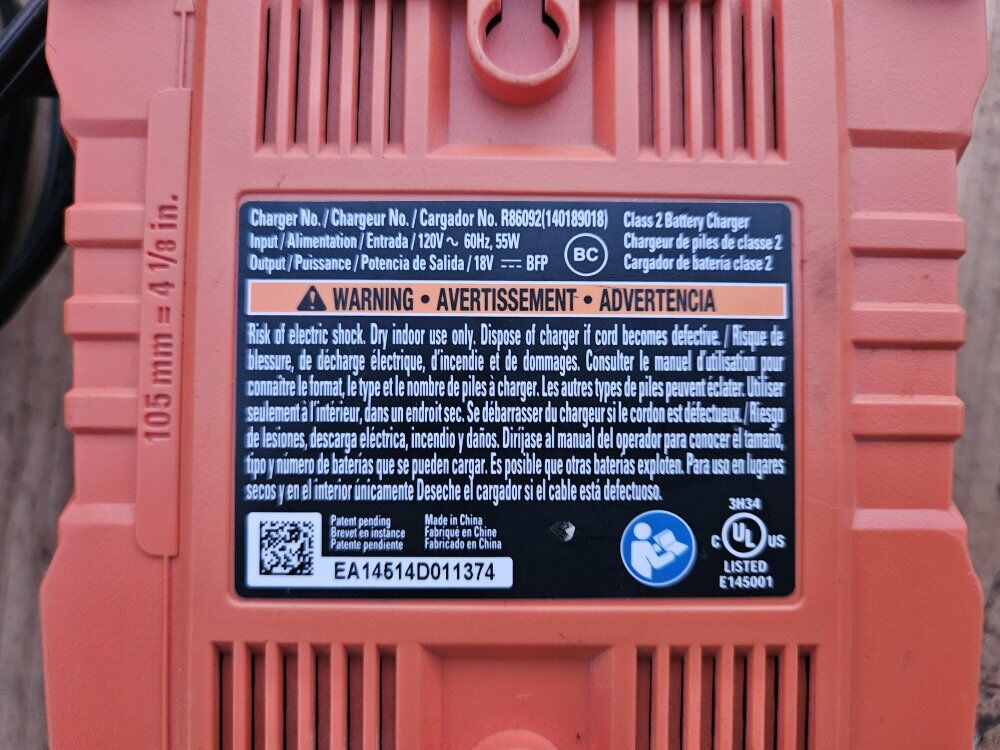 105 mm = 4 1/8 in.
Charger No. / Chargeur No. / Cargador No. R86092(140189018)
Input / Alimentation / Entrada / 120V ~ 60Hz, 55W
Output / Puissance / Potencia de Salida / 18V ⎓ BFP
BC
Class 2 Battery Charger
Chargeur de piles de classe 2
Cargador de batería clase 2
WARNING • AVERTISSEMENT • ADVERTENCIA
Risk of electric shock. Dry indoor use only. Dispose of charger if cord becomes defective. / Risque de
blessure, de décharge électrique, d'incendie et de dommages. Consulter le manuel d'utilisation pour
connaître le format, le type et le nombre de piles à charger. Les autres types de piles peuvent éclater. Utiliser
seulement à l'intérieur, dans un endroit sec. Se débarrasser du chargeur si le cordon est défectueux. / Riesgo
de lesiones, descarga eléctrica, incendio y daños. Diríjase al manual del operador para conocer el tamaño,
tipo y número de baterías que se pueden cargar. Es posible que otras baterías exploten. Para uso en lugares
secos y en el interior únicamente Deseche el cargador si el cable está defectuoso.
Patent pending
Brevet en instance
Patente pendiente
Made in China
Fabriqué en Chine
Fabricado en China
EA14514D011374
3H34
C UL US
LISTED
E145001